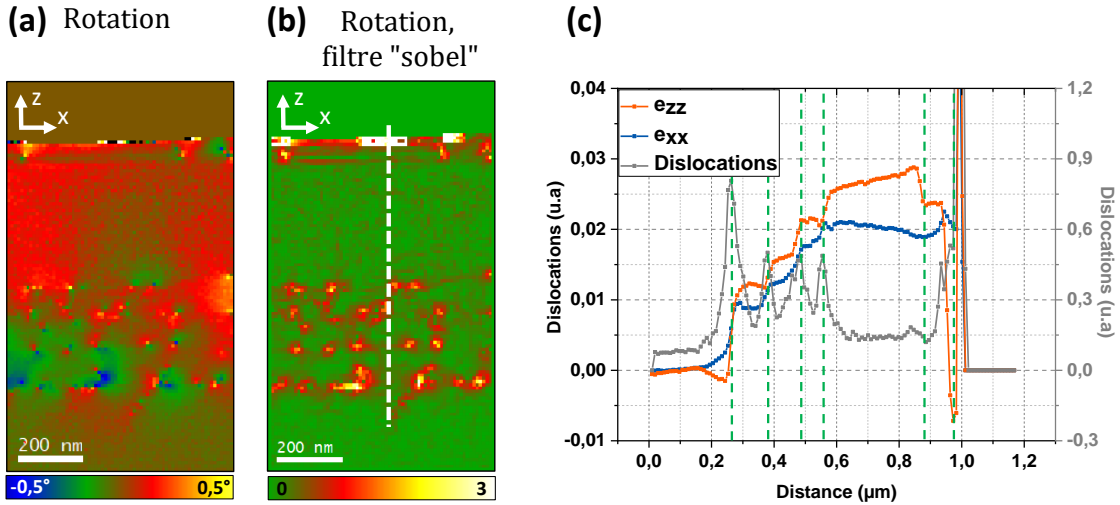 (a) Rotation
z
x
200 nm
-0,5° 0,5°
(b) Rotation,
filtre "sobel"
z
x
200 nm
0 3
(c)
0,04
0,03
0,02
0,01
0,00
-0,01
Dislocations (u.a)
ezz
exx
Dislocations
1,2
0,9
0,6
0,3
0,0
-0,3
Dislocations (u.a)
0,0 0,2 0,4 0,6 0,8 1,0 1,2
Distance (µm)